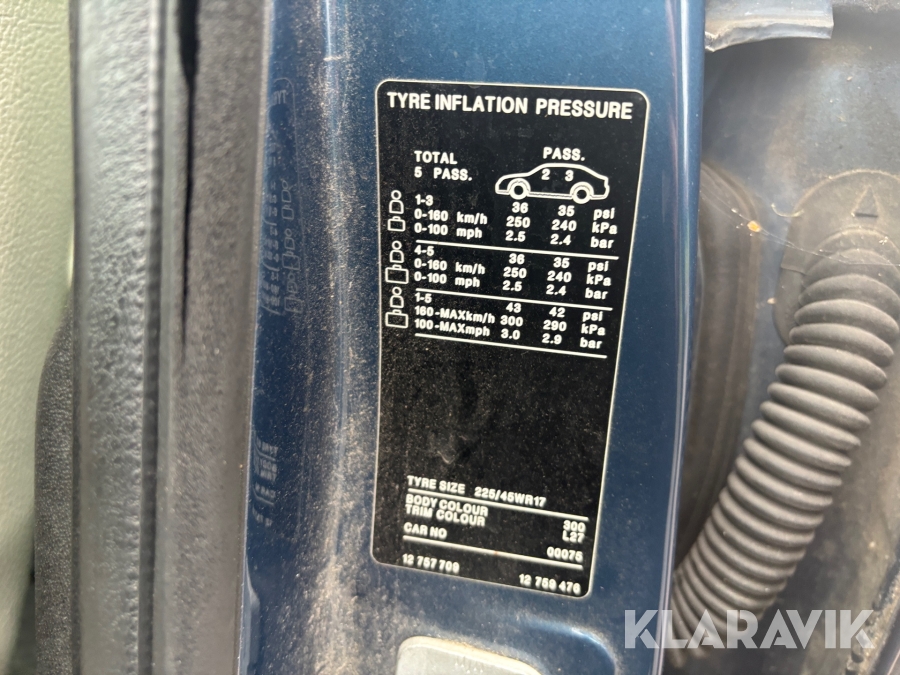 TYRE INFLATION PRESSURE
TOTAL PASS.
5 PASS. 2 3
1-3 36 35 psi
0-160 km/h 250 240 kPa
0-100 mph 2.5 2.4 bar
4-5 36 35 psi
0-160 km/h 250 240 kPa
0-100 mph 2.5 2.4 bar
1-5 43 42 psi
160-MAXkm/h 300 290 kPa
100-MAXmph 3.0 2.9 bar
TYRE SIZE 225/45WR17
BODY COLOUR 300
TRIM COLOUR L27
CAR NO 00075
12 757 709 12 759 476
KLARAVIK